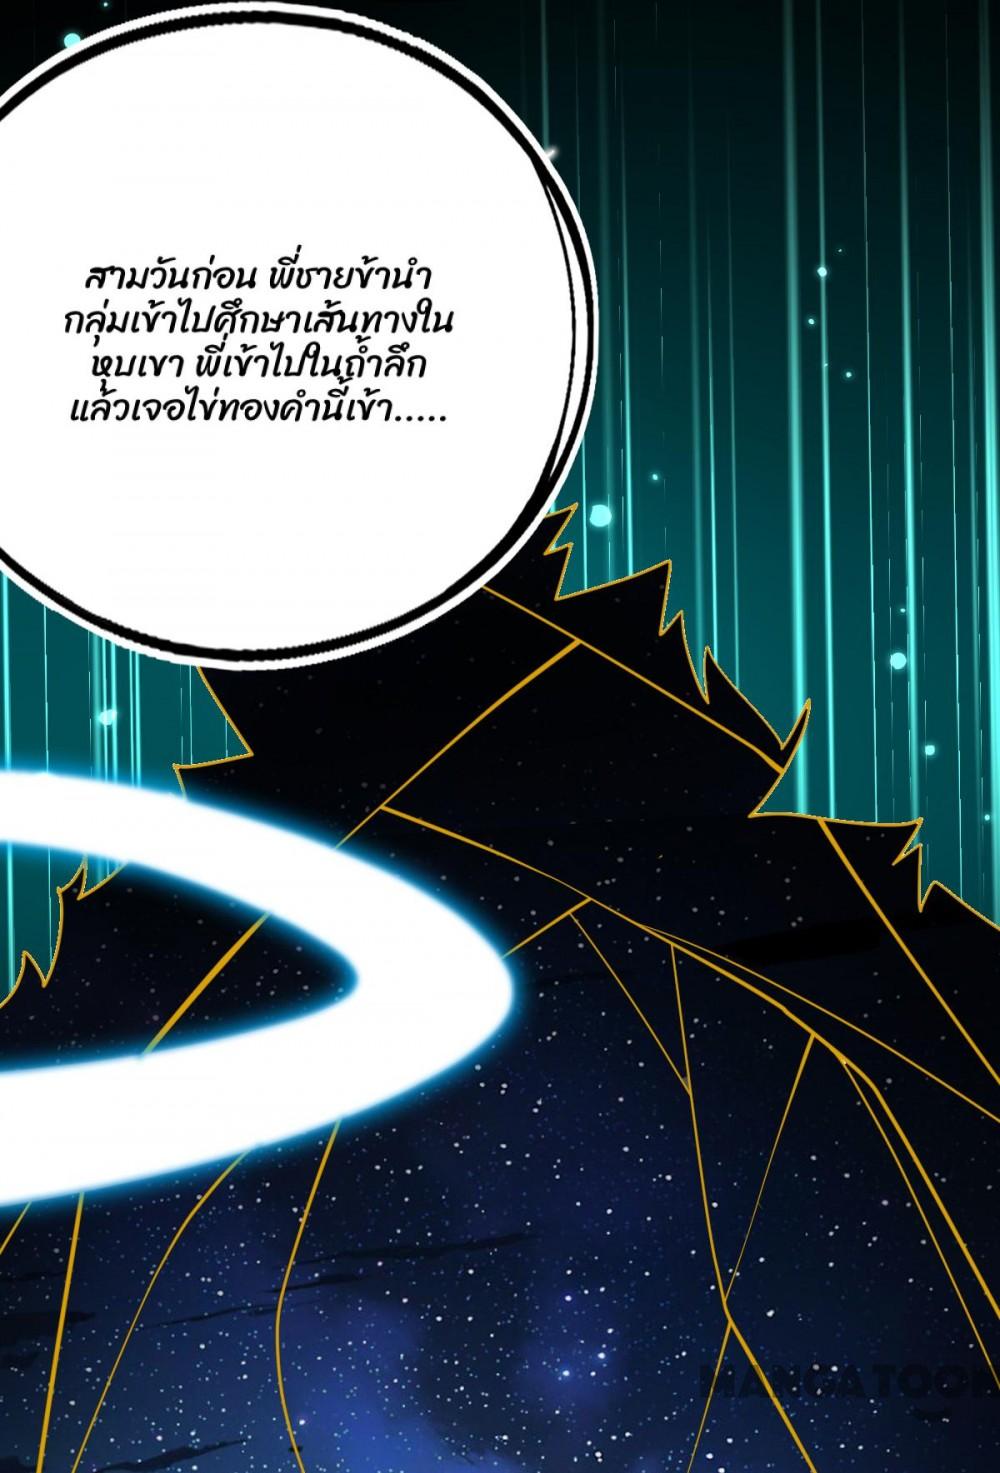 สามวันก่อน พี่ชายข้านำ
กลุ่มเข้าไปศึกษาเส้นทางใน
หุบเขา พี่เข้าไปในถ้ำลึก
แล้วเจอไข่ทองคำนี้เข้า.....
MANGATOON